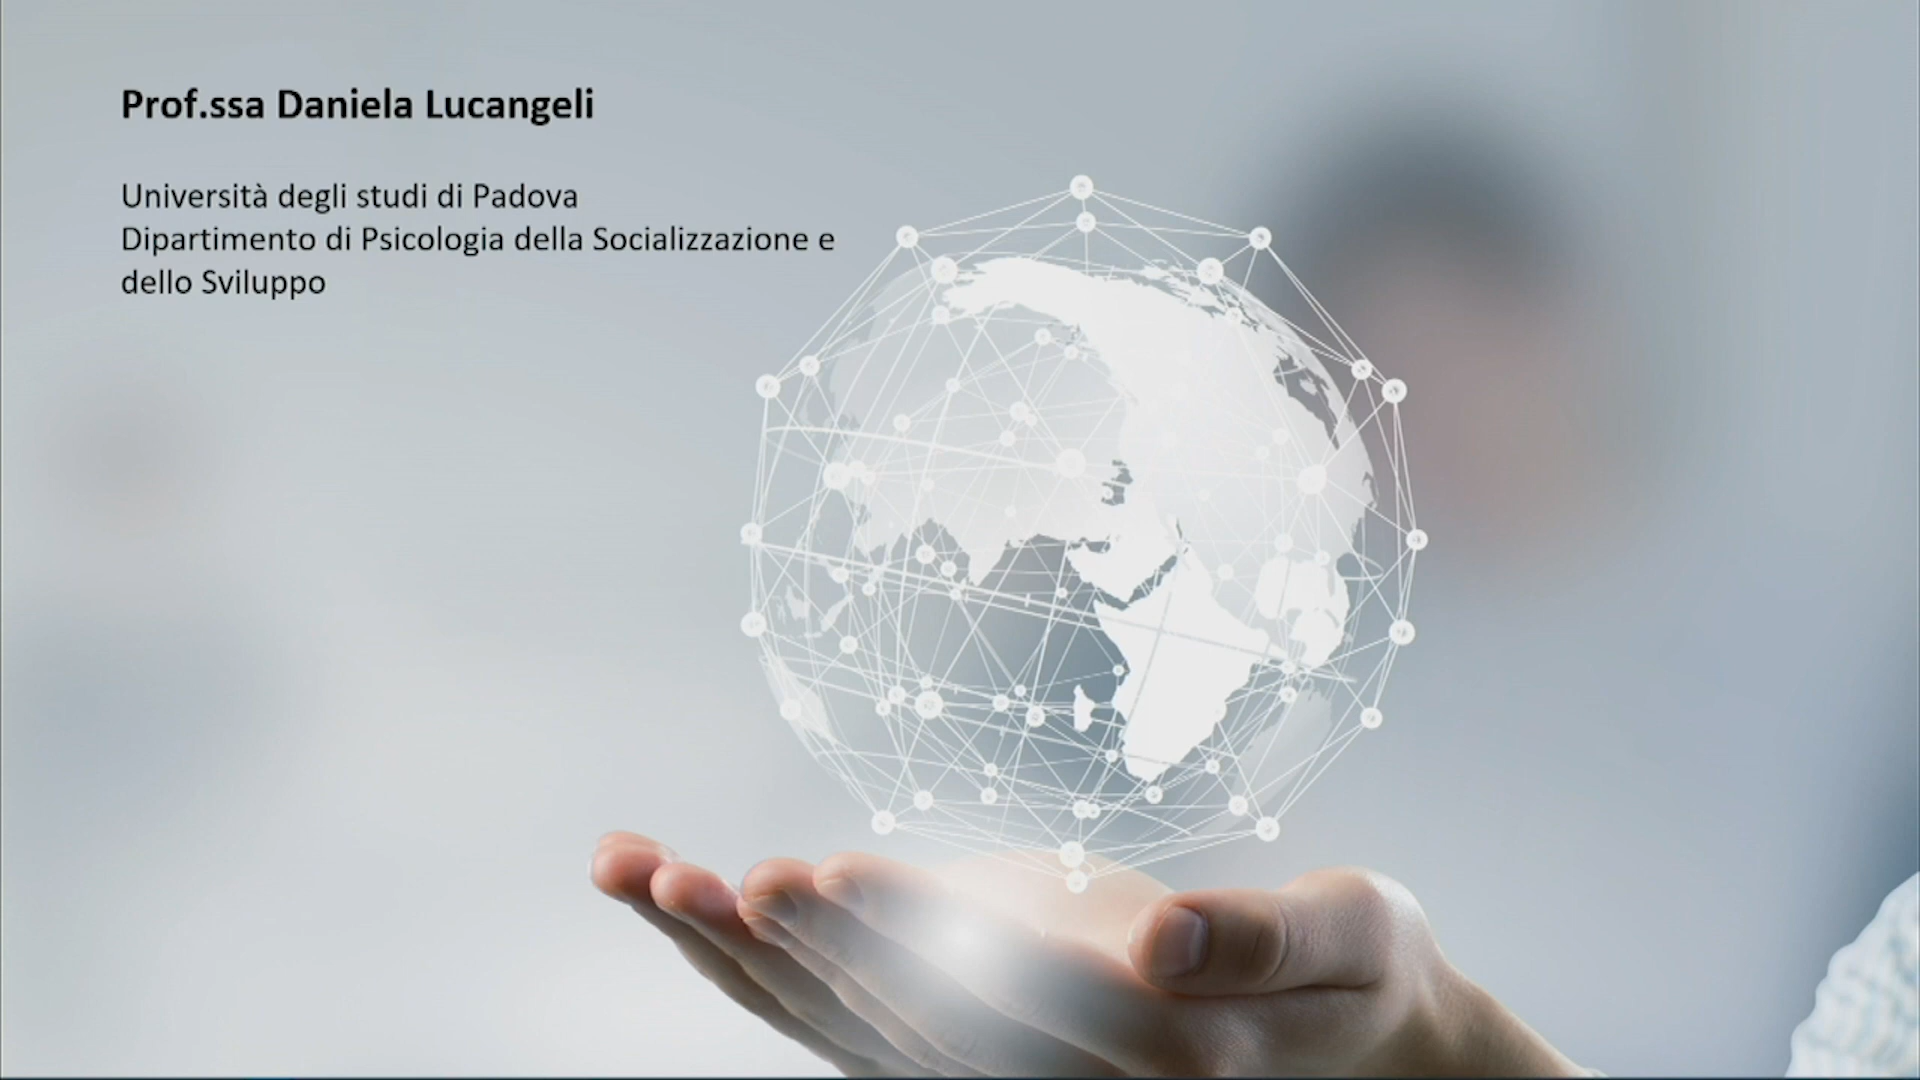 Prof.ssa Daniela Lucangeli
Università degli studi di Padova
Dipartimento di Psicologia della Socializzazione e
dello Sviluppo